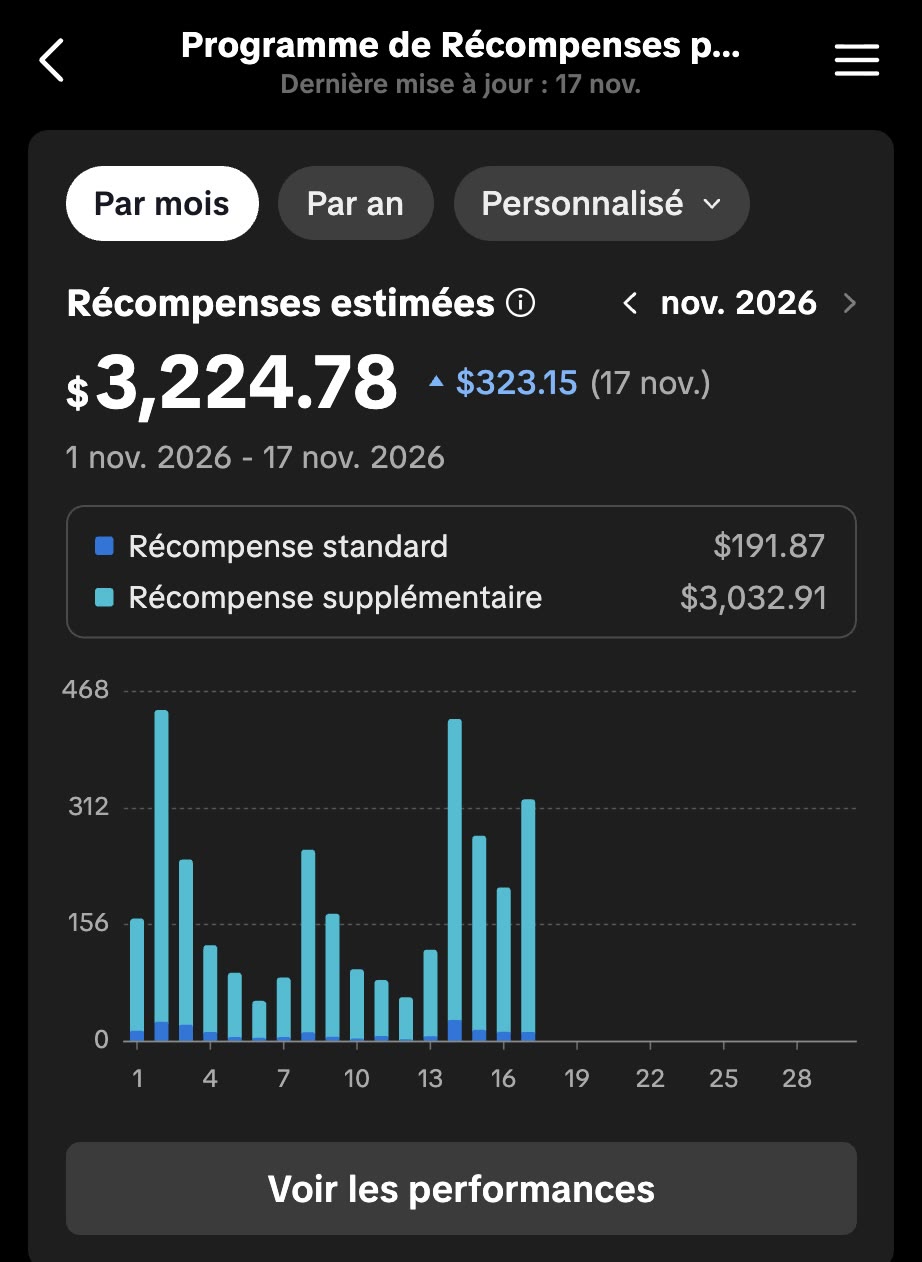 Programme de Récompenses p...
Dernière mise à jour : 17 nov.
Par mois Par an Personnalisé
Récompenses estimées nov. 2026
$3,224.78 $323.15 (17 nov.)
1 nov. 2026 - 17 nov. 2026
Récompense standard $191.87
Récompense supplémentaire $3,032.91
468
312
156
0
1 4 7 10 13 16 19 22 25 28
Voir les performances